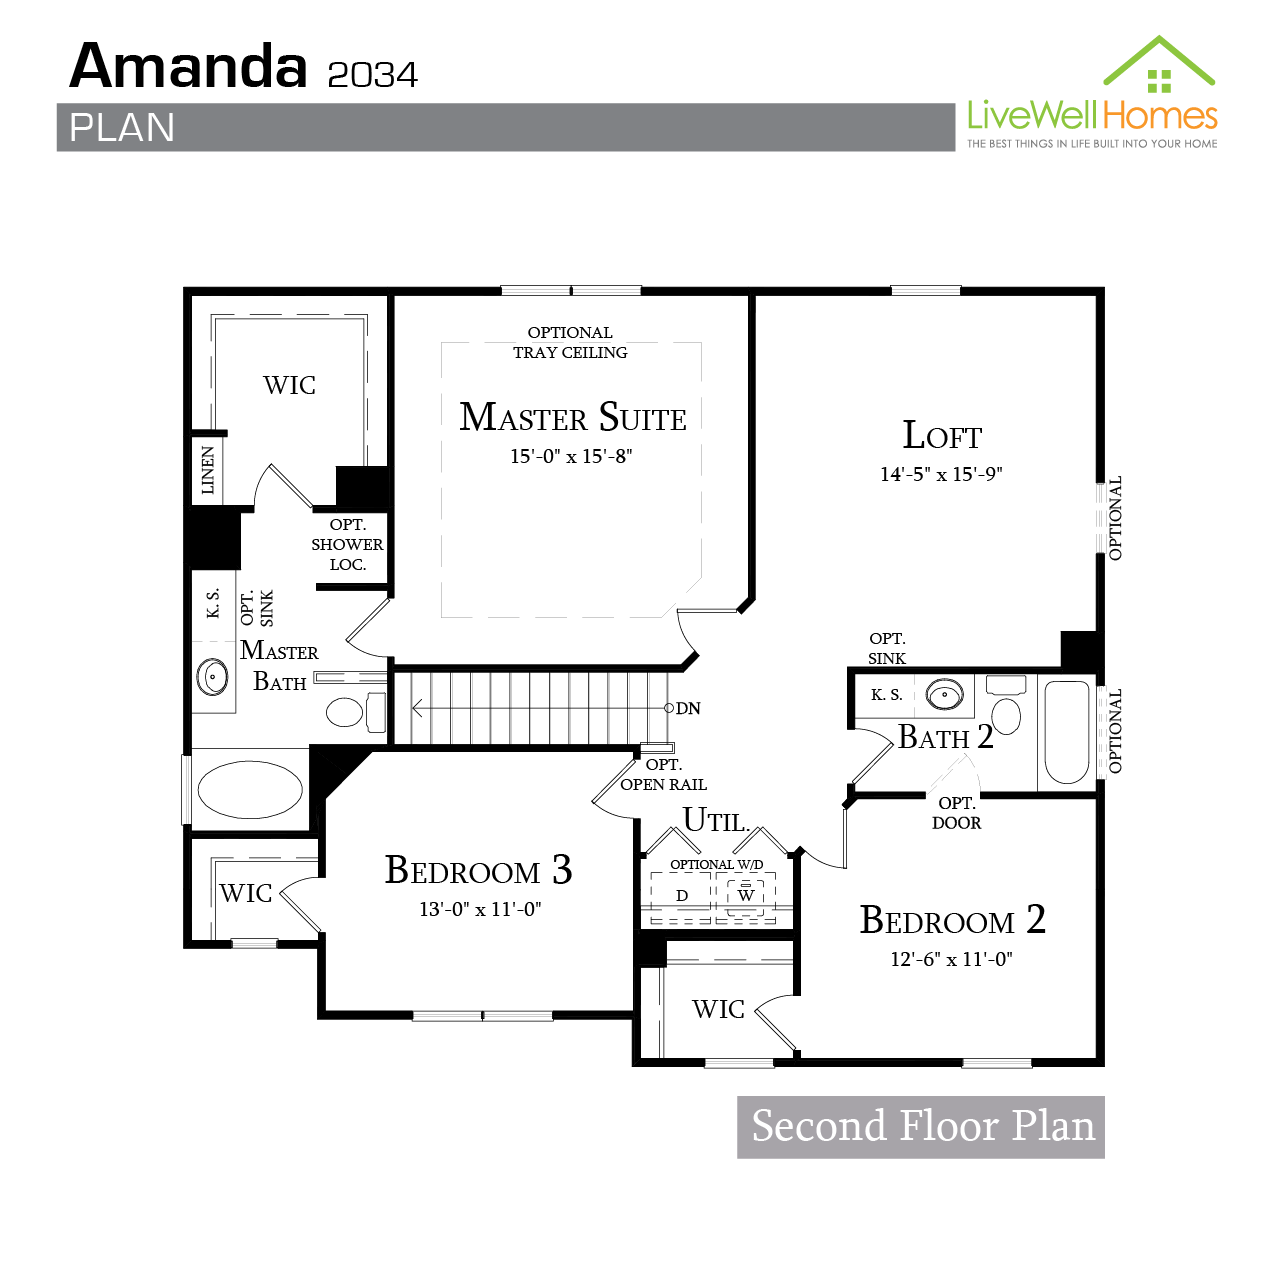 Amanda 2034
PLAN
LiveWellHomes
THE BEST THINGS IN LIFE BUILT INTO YOUR HOME
OPTIONAL
TRAY CEILING
WIC
MASTER SUITE
15'-0" x 15'-8"
LOFT
14'-5" x 15'-9"
LINEN
OPTIONAL
OPT.
SHOWER
LOC.
K. S.
OPT.
SINK
MASTER
BATH
OPT.
SINK
K. S.
DN
BATH 2
OPTIONAL
OPT.
OPEN RAIL
OPT.
DOOR
UTIL.
OPTIONAL W/D
D
W
BEDROOM 3
13'-0" x 11'-0"
WIC
BEDROOM 2
12'-6" x 11'-0"
WIC
Second Floor Plan